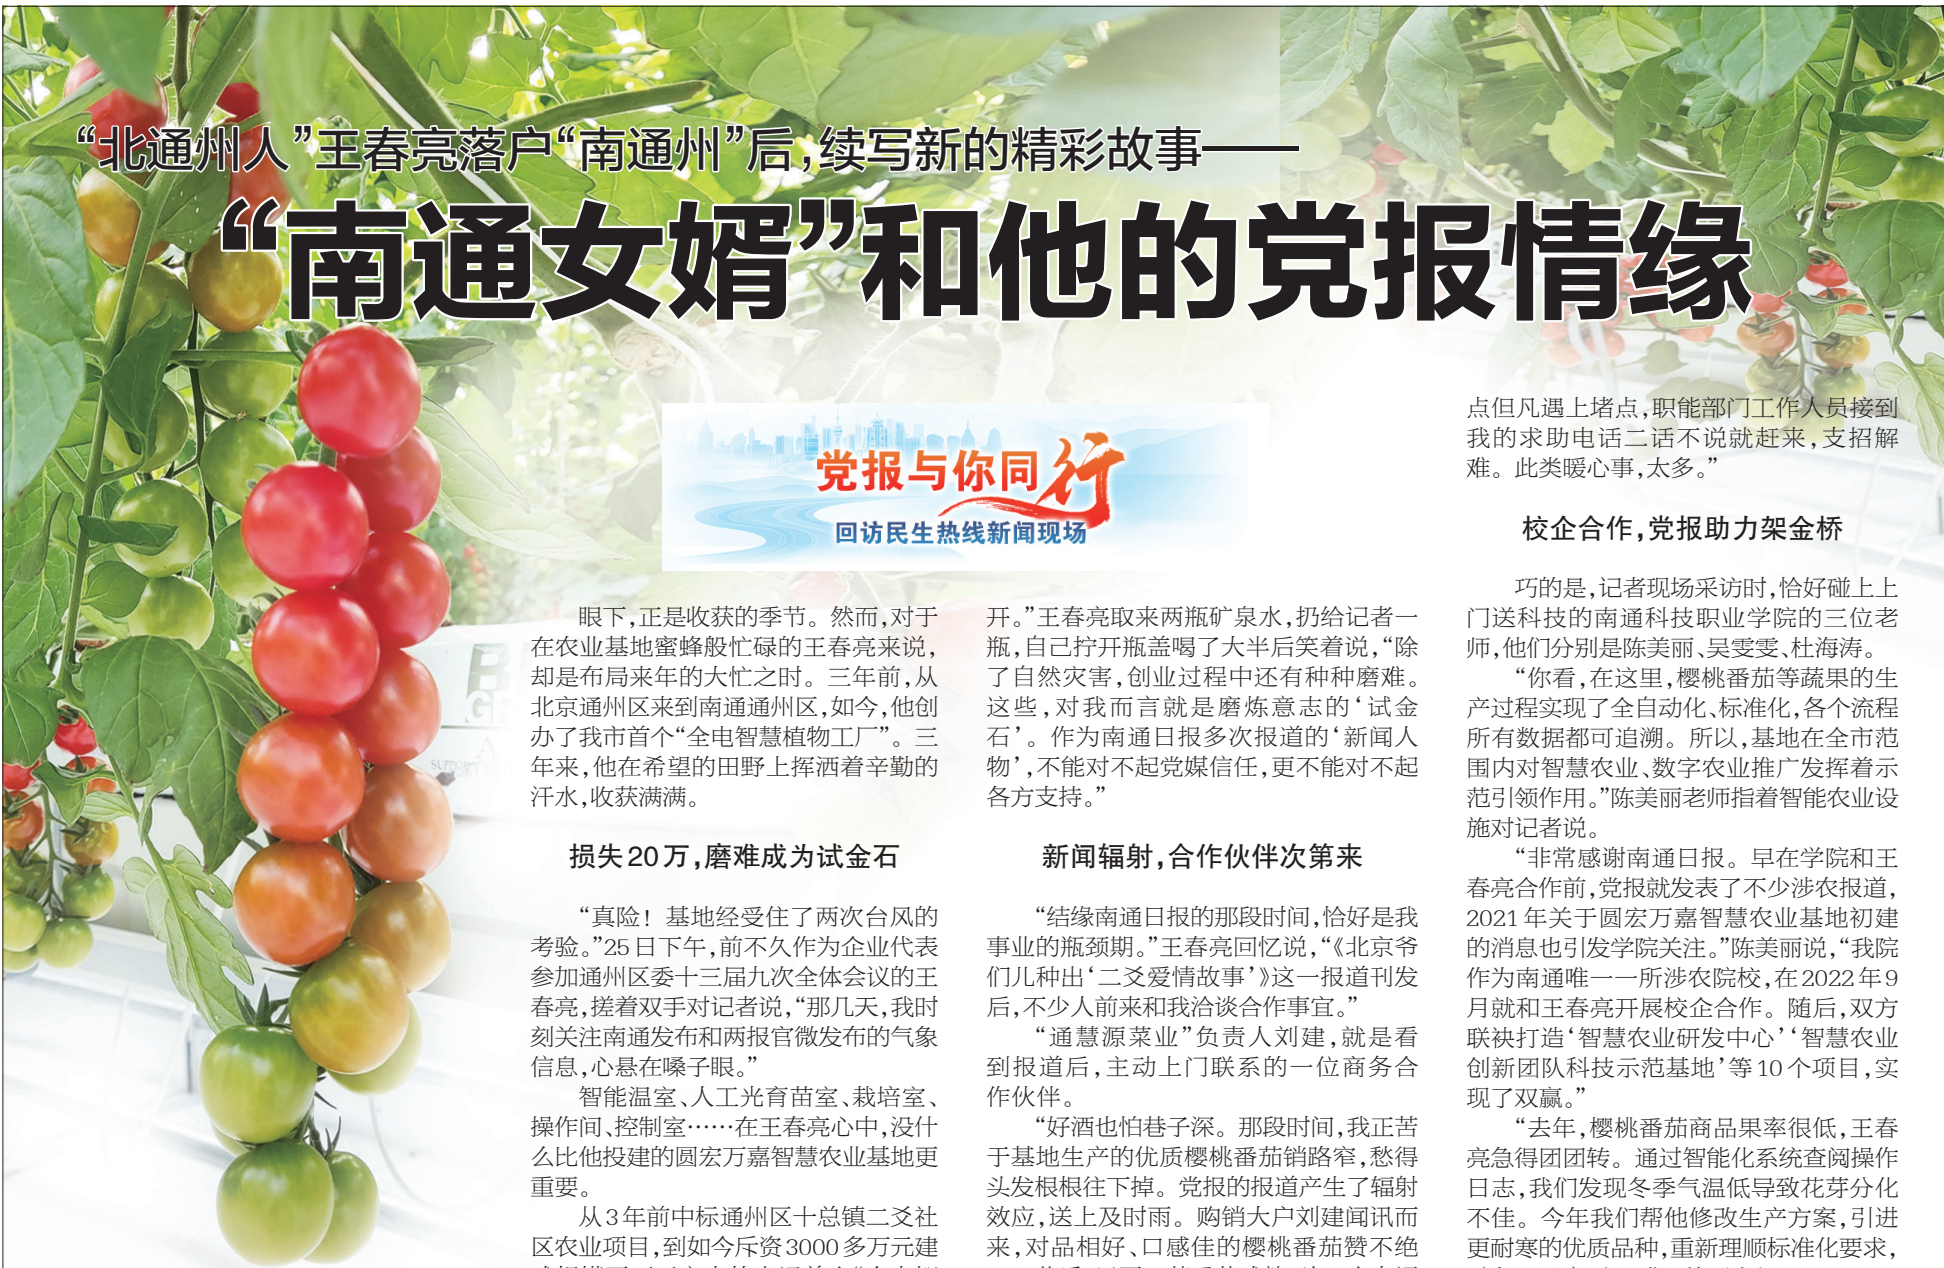 “北通州人”王春亮落户“南通州”后,续写新的精彩故事——
“南通女婿”和他的党报情缘
党报与你同行
回访民生热线新闻现场
眼下,正是收获的季节。然而,对于
在农业基地蜜蜂般忙碌的王春亮来说,
却是布局来年的大忙之时。三年前,从
北京通州区来到南通通州区,如今,他创
办了我市首个“全电智慧植物工厂”。三
年来,他在希望的田野上挥洒着辛勤的
汗水,收获满满。
损失20万,磨难成为试金石
“真险！基地经受住了两次台风的
考验。”25日下午,前不久作为企业代表
参加通州区委十三届九次全体会议的王
春亮,搓着双手对记者说,“那几天,我时
刻关注南通发布和两报官微发布的气象
信息,心悬在嗓子眼。”
智能温室、人工光育苗室、栽培室、
操作间、控制室……在王春亮心中,没什
么比他投建的圆宏万嘉智慧农业基地更
重要。
从3年前中标通州区十总镇二爻社
区农业项目,到如今斥资3000多万元建
开。”王春亮取来两瓶矿泉水,扔给记者一
瓶,自己拧开瓶盖喝了大半后笑着说,“除
了自然灾害,创业过程中还有种种磨难。
这些,对我而言就是磨炼意志的‘试金
石’。作为南通日报多次报道的‘新闻人
物’,不能对不起党媒信任,更不能对不起
各方支持。”
新闻辐射,合作伙伴次第来
“结缘南通日报的那段时间,恰好是我
事业的瓶颈期。”王春亮回忆说,“《北京爷
们儿种出‘二爻爱情故事’》这一报道刊发
后,不少人前来和我洽谈合作事宜。”
“通慧源菜业”负责人刘建,就是看
到报道后,主动上门联系的一位商务合
作伙伴。
“好酒也怕巷子深。那段时间,我正苦
于基地生产的优质樱桃番茄销路窄,愁得
头发根根往下掉。党报的报道产生了辐射
效应,送上及时雨。购销大户刘建闻讯而
来,对品相好、口感佳的樱桃番茄赞不绝
点但凡遇上堵点,职能部门工作人员接到
我的求助电话二话不说就赶来,支招解
难。此类暖心事,太多。”
校企合作,党报助力架金桥
巧的是,记者现场采访时,恰好碰上上
门送科技的南通科技职业学院的三位老
师,他们分别是陈美丽、吴雯雯、杜海涛。
“你看,在这里,樱桃番茄等蔬果的生
产过程实现了全自动化、标准化,各个流程
所有数据都可追溯。所以,基地在全市范
围内对智慧农业、数字农业推广发挥着示
范引领作用。”陈美丽老师指着智能农业设
施对记者说。
“非常感谢南通日报。早在学院和王
春亮合作前,党报就发表了不少涉农报道,
2021年关于圆宏万嘉智慧农业基地初建
的消息也引发学院关注。”陈美丽说,“我院
作为南通唯一一所涉农院校,在2022年9
月就和王春亮开展校企合作。随后,双方
联袂打造‘智慧农业研发中心’‘智慧农业
创新团队科技示范基地’等10个项目,实
现了双赢。”
“去年,樱桃番茄商品果率很低,王春
亮急得团团转。通过智能化系统查阅操作
日志,我们发现冬季气温低导致花芽分化
不佳。今年我们帮他修改生产方案,引进
更耐寒的优质品种,重新理顺标准化要求,